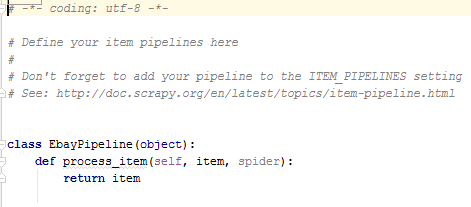 # -*- coding: utf-8 -*-
# Define your item pipelines here
#
# Don't forget to add your pipeline to the ITEM_PIPELINES setting
# See: http://doc.scrapy.org/en/latest/topics/item-pipeline.html
class EbayPipeline(object):
    def process_item(self, item, spider):
        return item